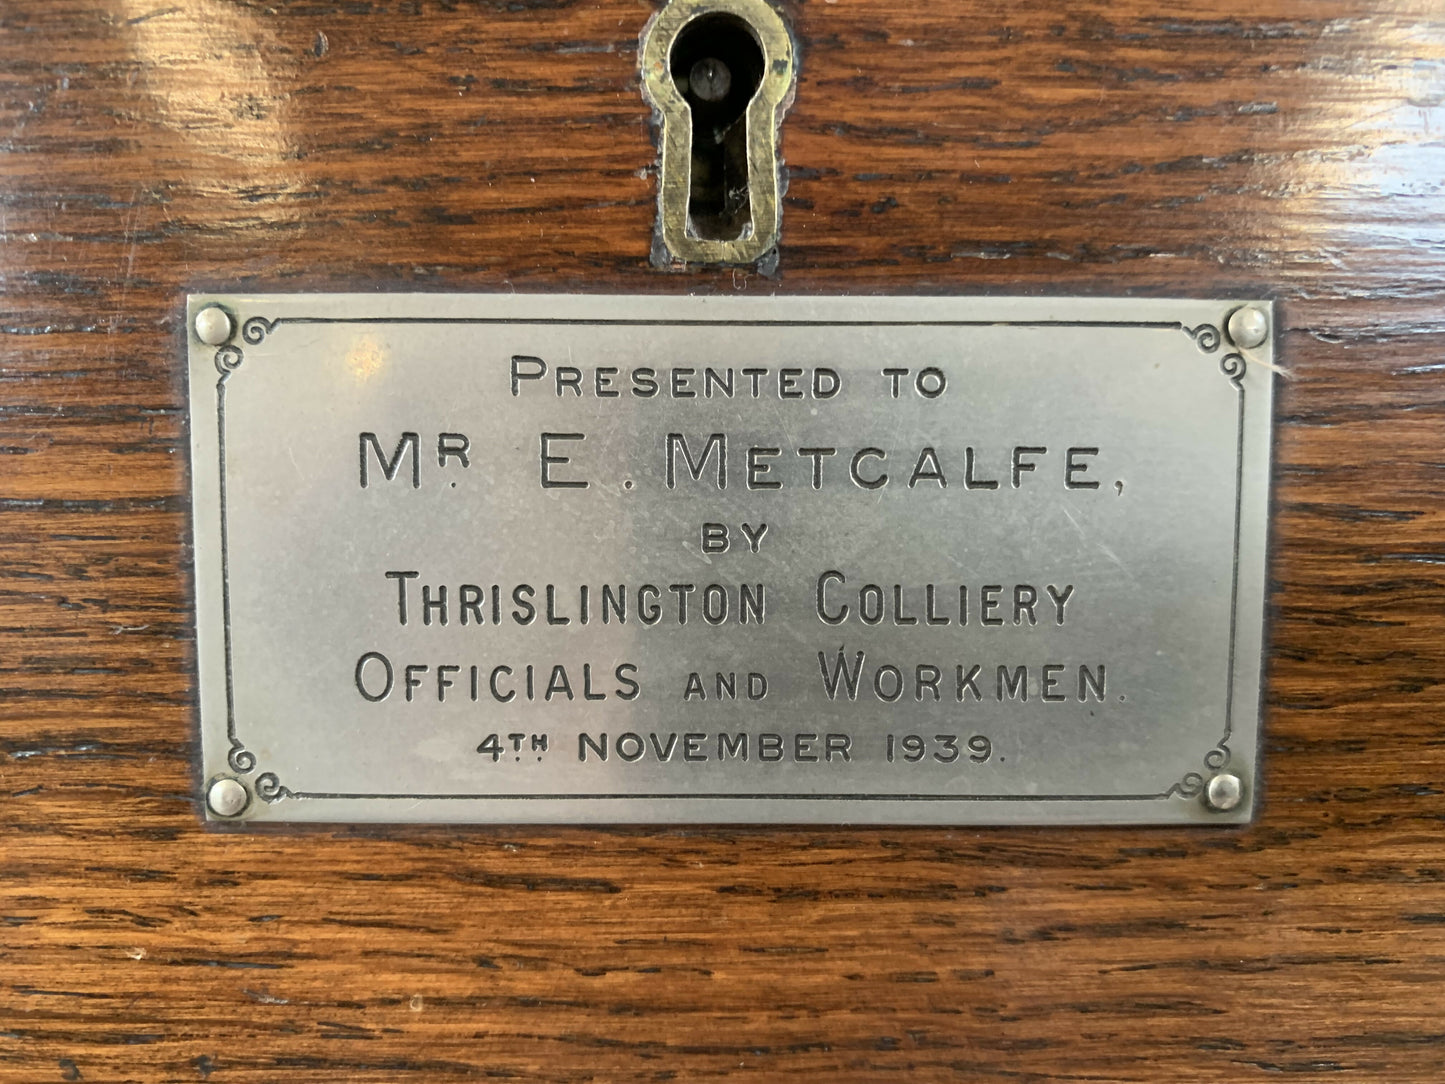 PRESENTED TO
MR. E. METCALFE,
BY
THRISLINGTON COLLIERY
OFFICIALS AND WORKMEN.
4TH NOVEMBER 1939.